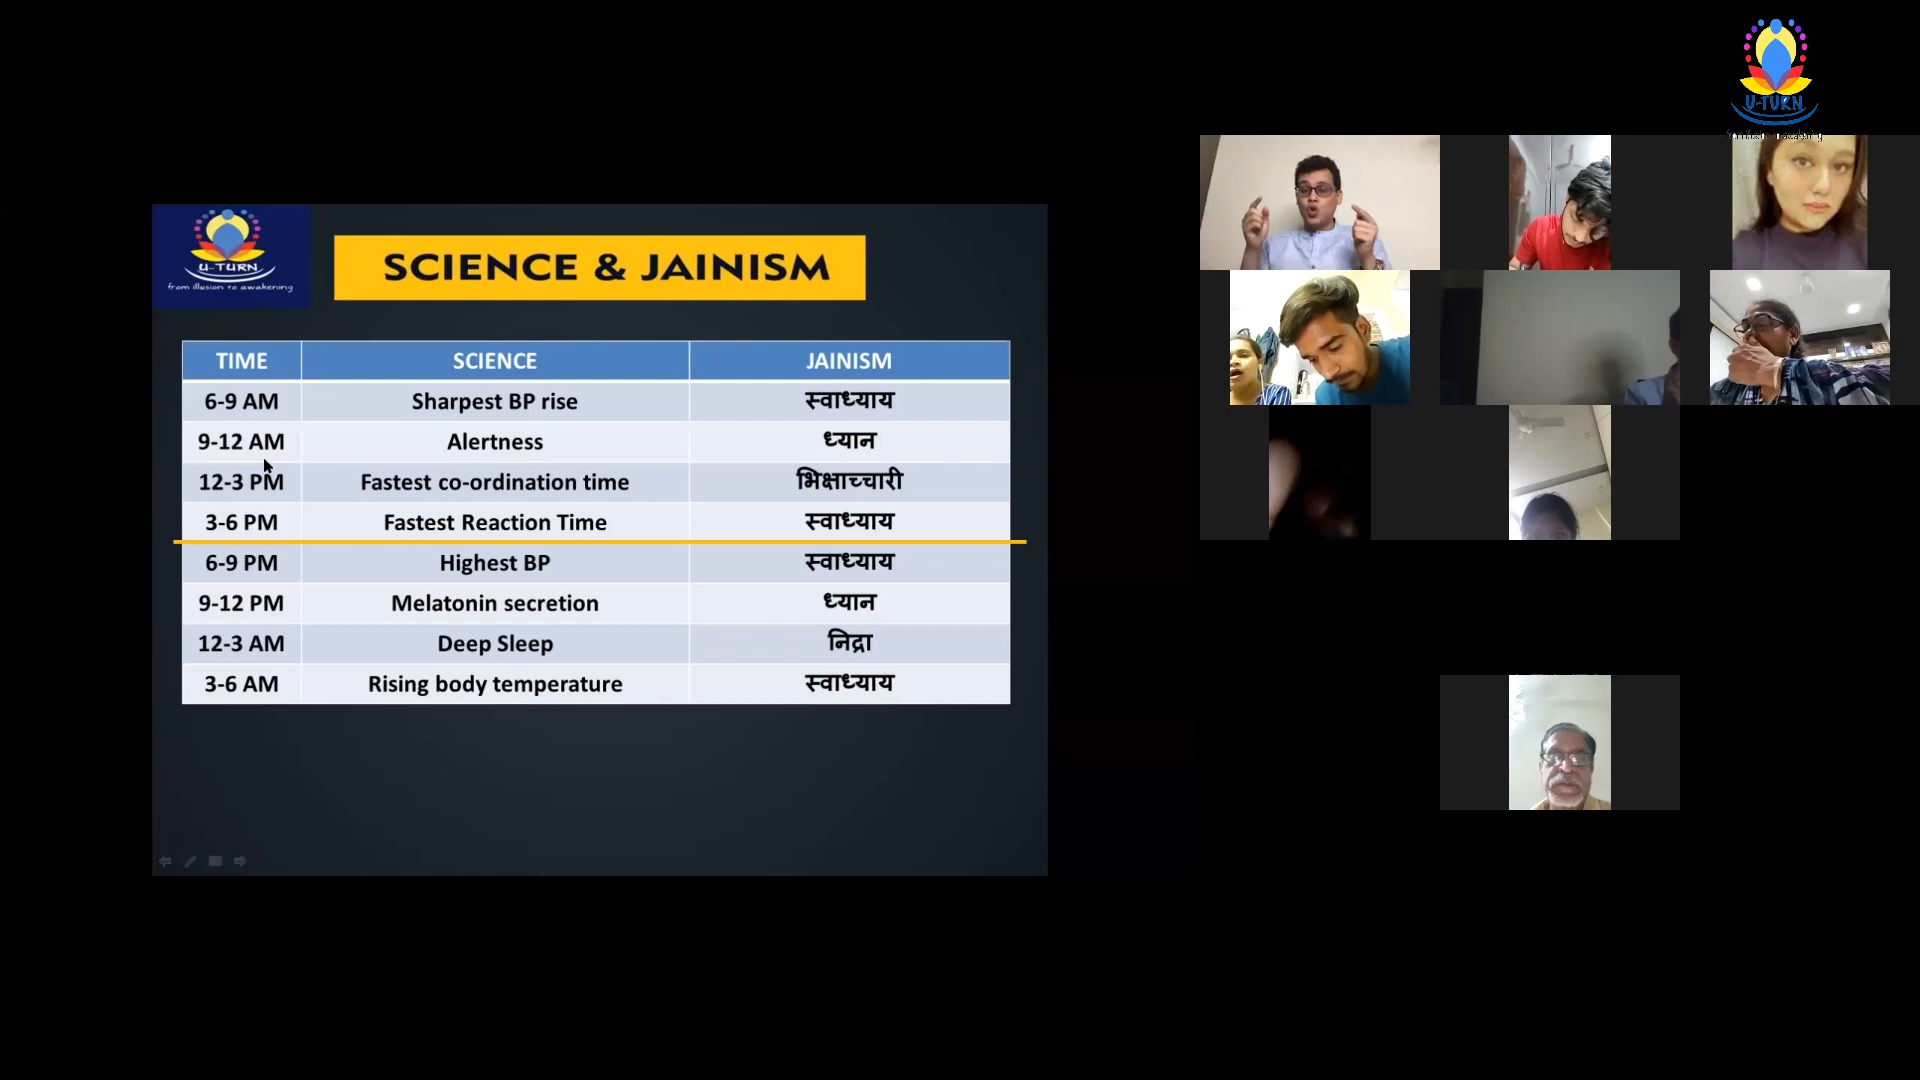 U-TURN
U-TURN
from illusion to awakening
SCIENCE & JAINISM
TIME SCIENCE JAINISM
6-9 AM Sharpest BP rise स्वाध्याय
9-12 AM Alertness ध्यान
12-3 PM Fastest co-ordination time भिक्षाच्चारी
3-6 PM Fastest Reaction Time स्वाध्याय
6-9 PM Highest BP स्वाध्याय
9-12 PM Melatonin secretion ध्यान
12-3 AM Deep Sleep निद्रा
3-6 AM Rising body temperature स्वाध्याय